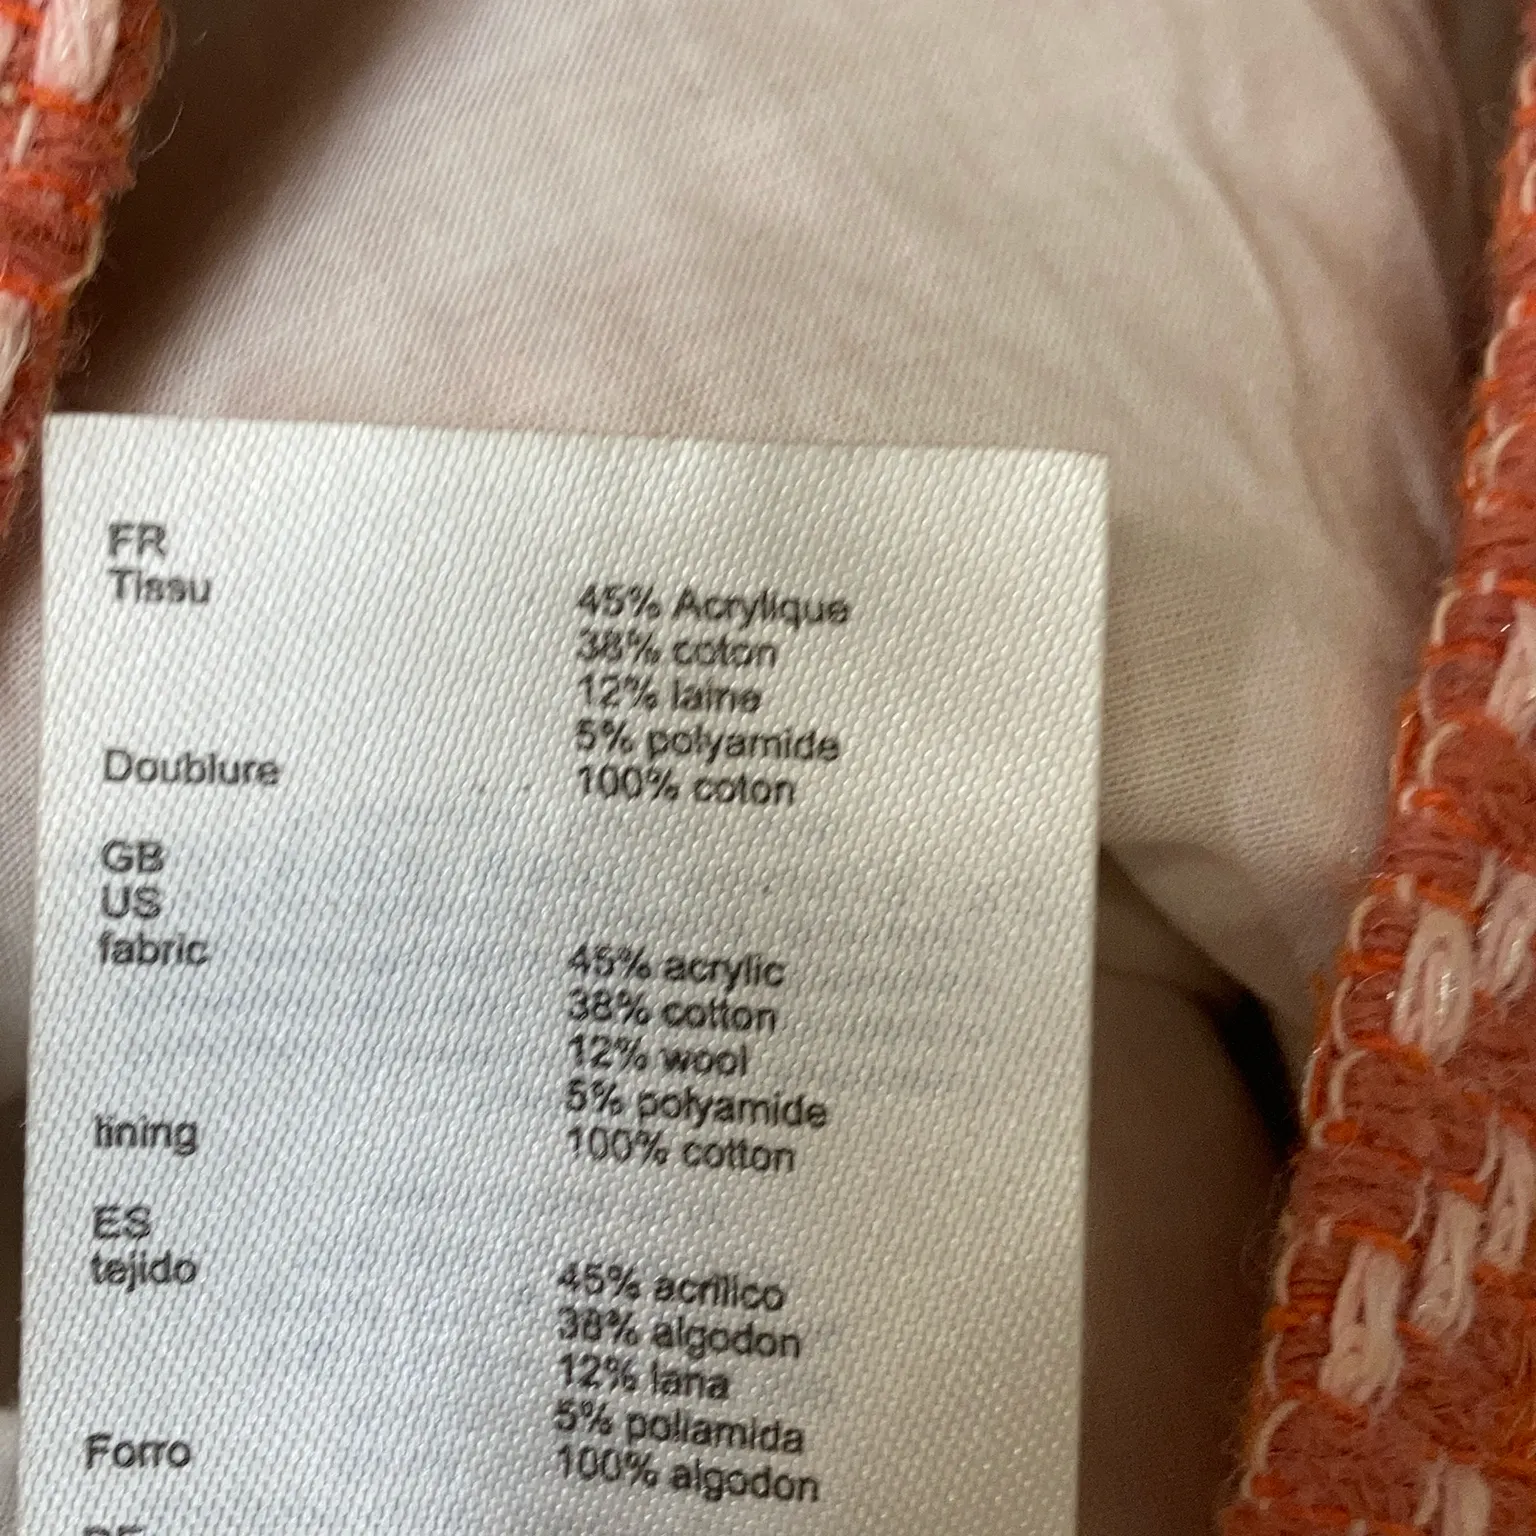 FR
Tissu
45% Acrylique
38% coton
12% laine
5% polyamide
Doublure 100% coton
GB
US
fabric
45% acrylic
38% cotton
12% wool
5% polyamide
lining 100% cotton
ES
tejido
45% acrilico
38% algodon
12% lana
5% poliamida
Forro 100% algodon